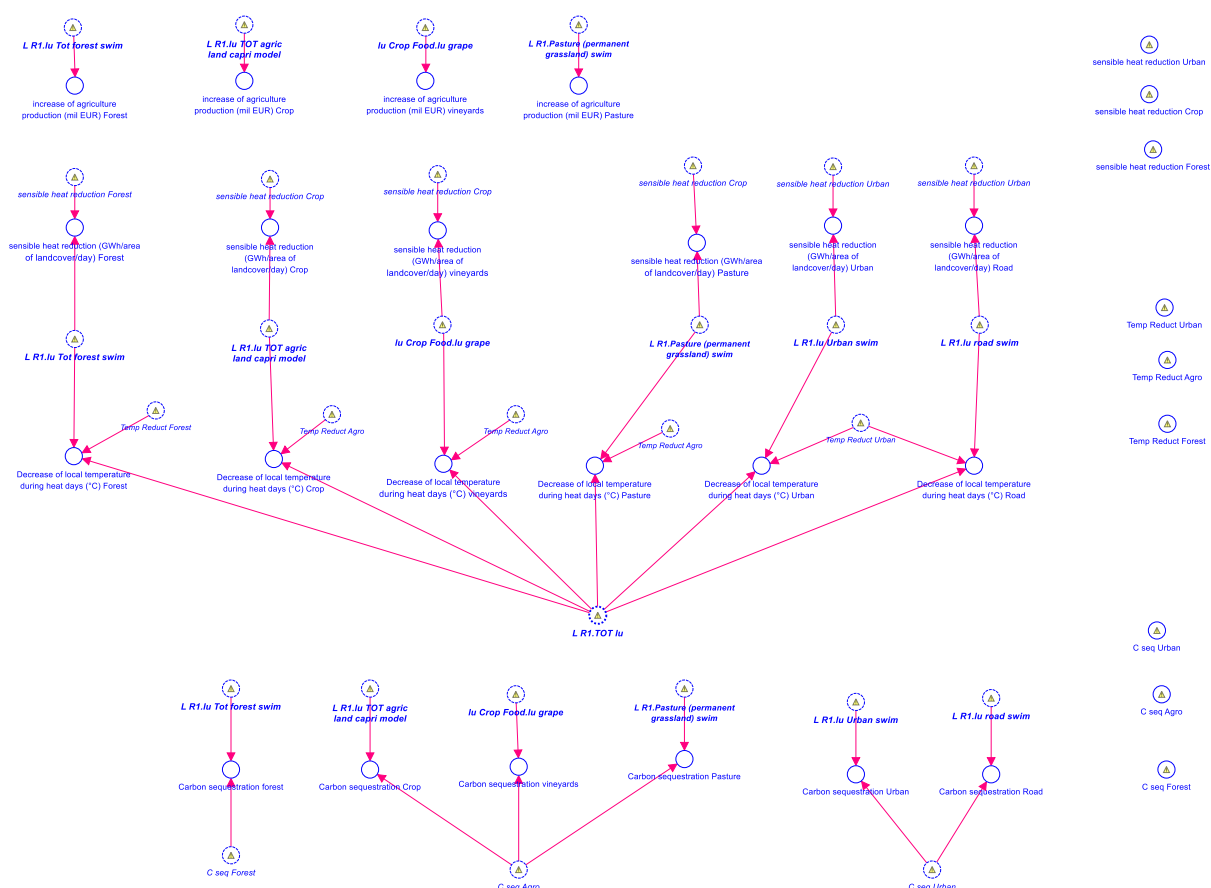 L R1.lu Tot forest swim
L R1.lu TOT agric
land capri model
lu Crop Food.lu grape
L R1.Pasture (permanent
grassland) swim
sensible heat reduction Urban
increase of agriculture
production (mil EUR) Forest
increase of agriculture
production (mil EUR) Crop
increase of agriculture
production (mil EUR) vineyards
increase of agriculture
production (mil EUR) Pasture
sensible heat reduction Crop
sensible heat reduction Forest
sensible heat reduction Forest
sensible heat reduction Crop
sensible heat reduction Crop
sensible heat reduction Crop
sensible heat reduction Urban
sensible heat reduction Urban
sensible heat reduction (GWh/area
of landcover/day) Forest
sensible heat reduction
(GWh/area of
landcover/day) Crop
sensible heat reduction
(GWh/area of
landcover/day) vineyards
sensible heat reduction (GWh/area
of landcover/day) Pasture
sensible heat reduction
(GWh/area of
landcover/day) Urban
sensible heat reduction
(GWh/area of
landcover/day) Road
Temp Reduct Urban
L R1.lu Tot forest swim
L R1.lu TOT agric
land capri model
lu Crop Food.lu grape
L R1.Pasture (permanent
grassland) swim
L R1.lu Urban swim
L R1.lu road swim
Temp Reduct Agro
Temp Reduct Forest
Temp Reduct Agro
Temp Reduct Agro
Temp Reduct Agro
Temp Reduct Urban
Temp Reduct Forest
Decrease of local temperature
during heat days (°C) Forest
Decrease of local temperature
during heat days (°C) Crop
Decrease of local temperature
during heat days (°C) vineyards
Decrease of local temperature
during heat days (°C) Pasture
Decrease of local temperature
during heat days (°C) Urban
Decrease of local temperature
during heat days (°C) Road
L R1.TOT lu
C seq Urban
L R1.lu Tot forest swim
L R1.lu TOT agric
land capri model
lu Crop Food.lu grape
L R1.Pasture (permanent
grassland) swim
L R1.lu Urban swim
L R1.lu road swim
C seq Agro
Carbon sequestration forest
Carbon sequestration Crop
Carbon sequestration vineyards
Carbon sequestration Pasture
Carbon sequestration Urban
Carbon sequestration Road
C seq Forest
C seq Forest
C seq Agro
C seq Urban